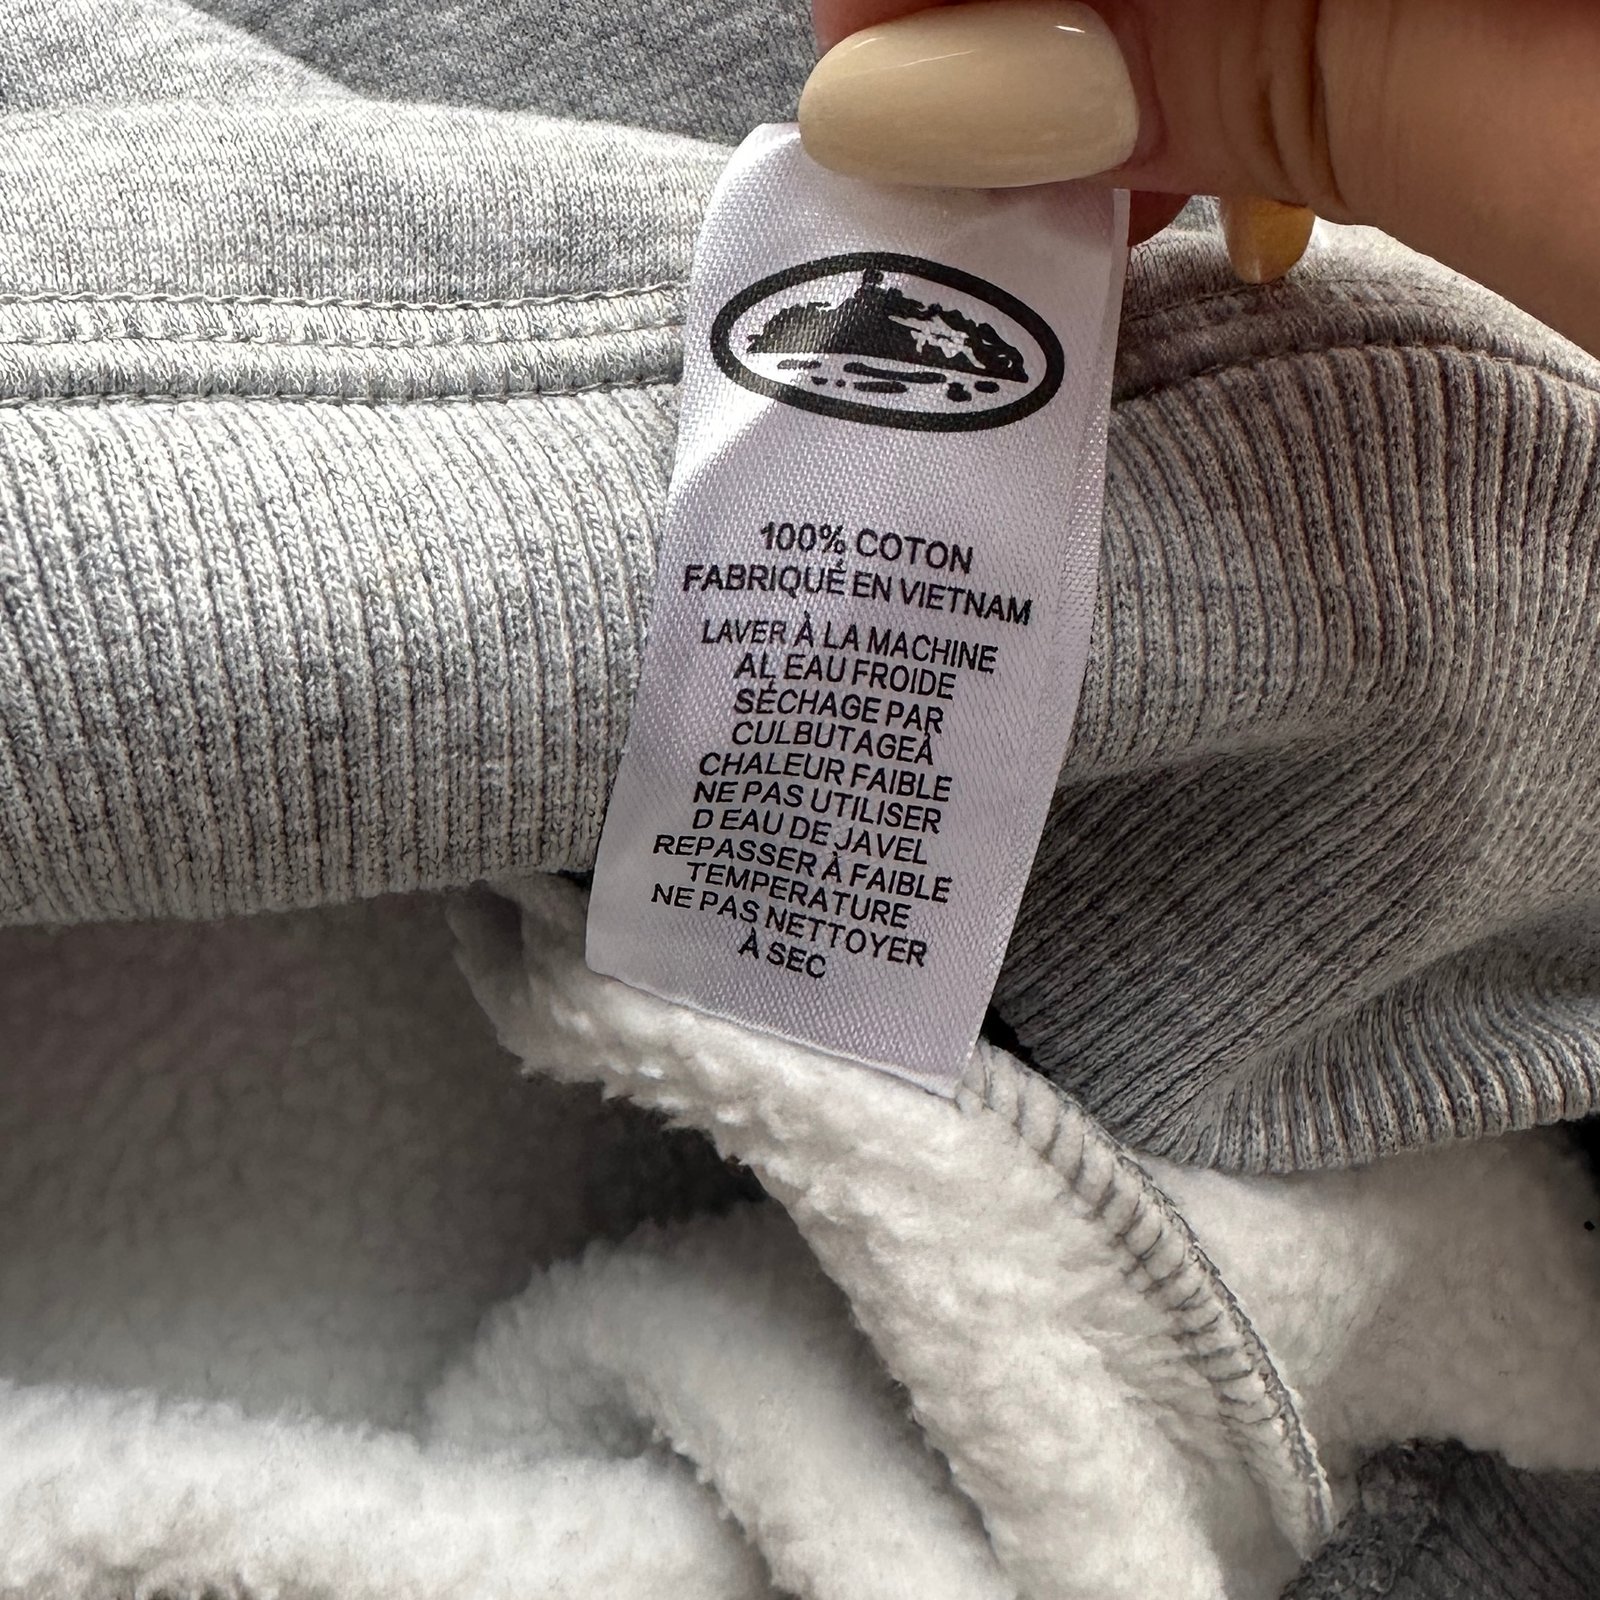 100% COTON
FABRIQUÉ EN VIETNAM
LAVER À LA MACHINE
AL EAU FROIDE
SÉCHAGE PAR
CULBUTAGEÀ
CHALEUR FAIBLE
NE PAS UTILISER
D EAU DE JAVEL
REPASSER À FAIBLE
TEMPERATURE
NE PAS NETTOYER
À SEC